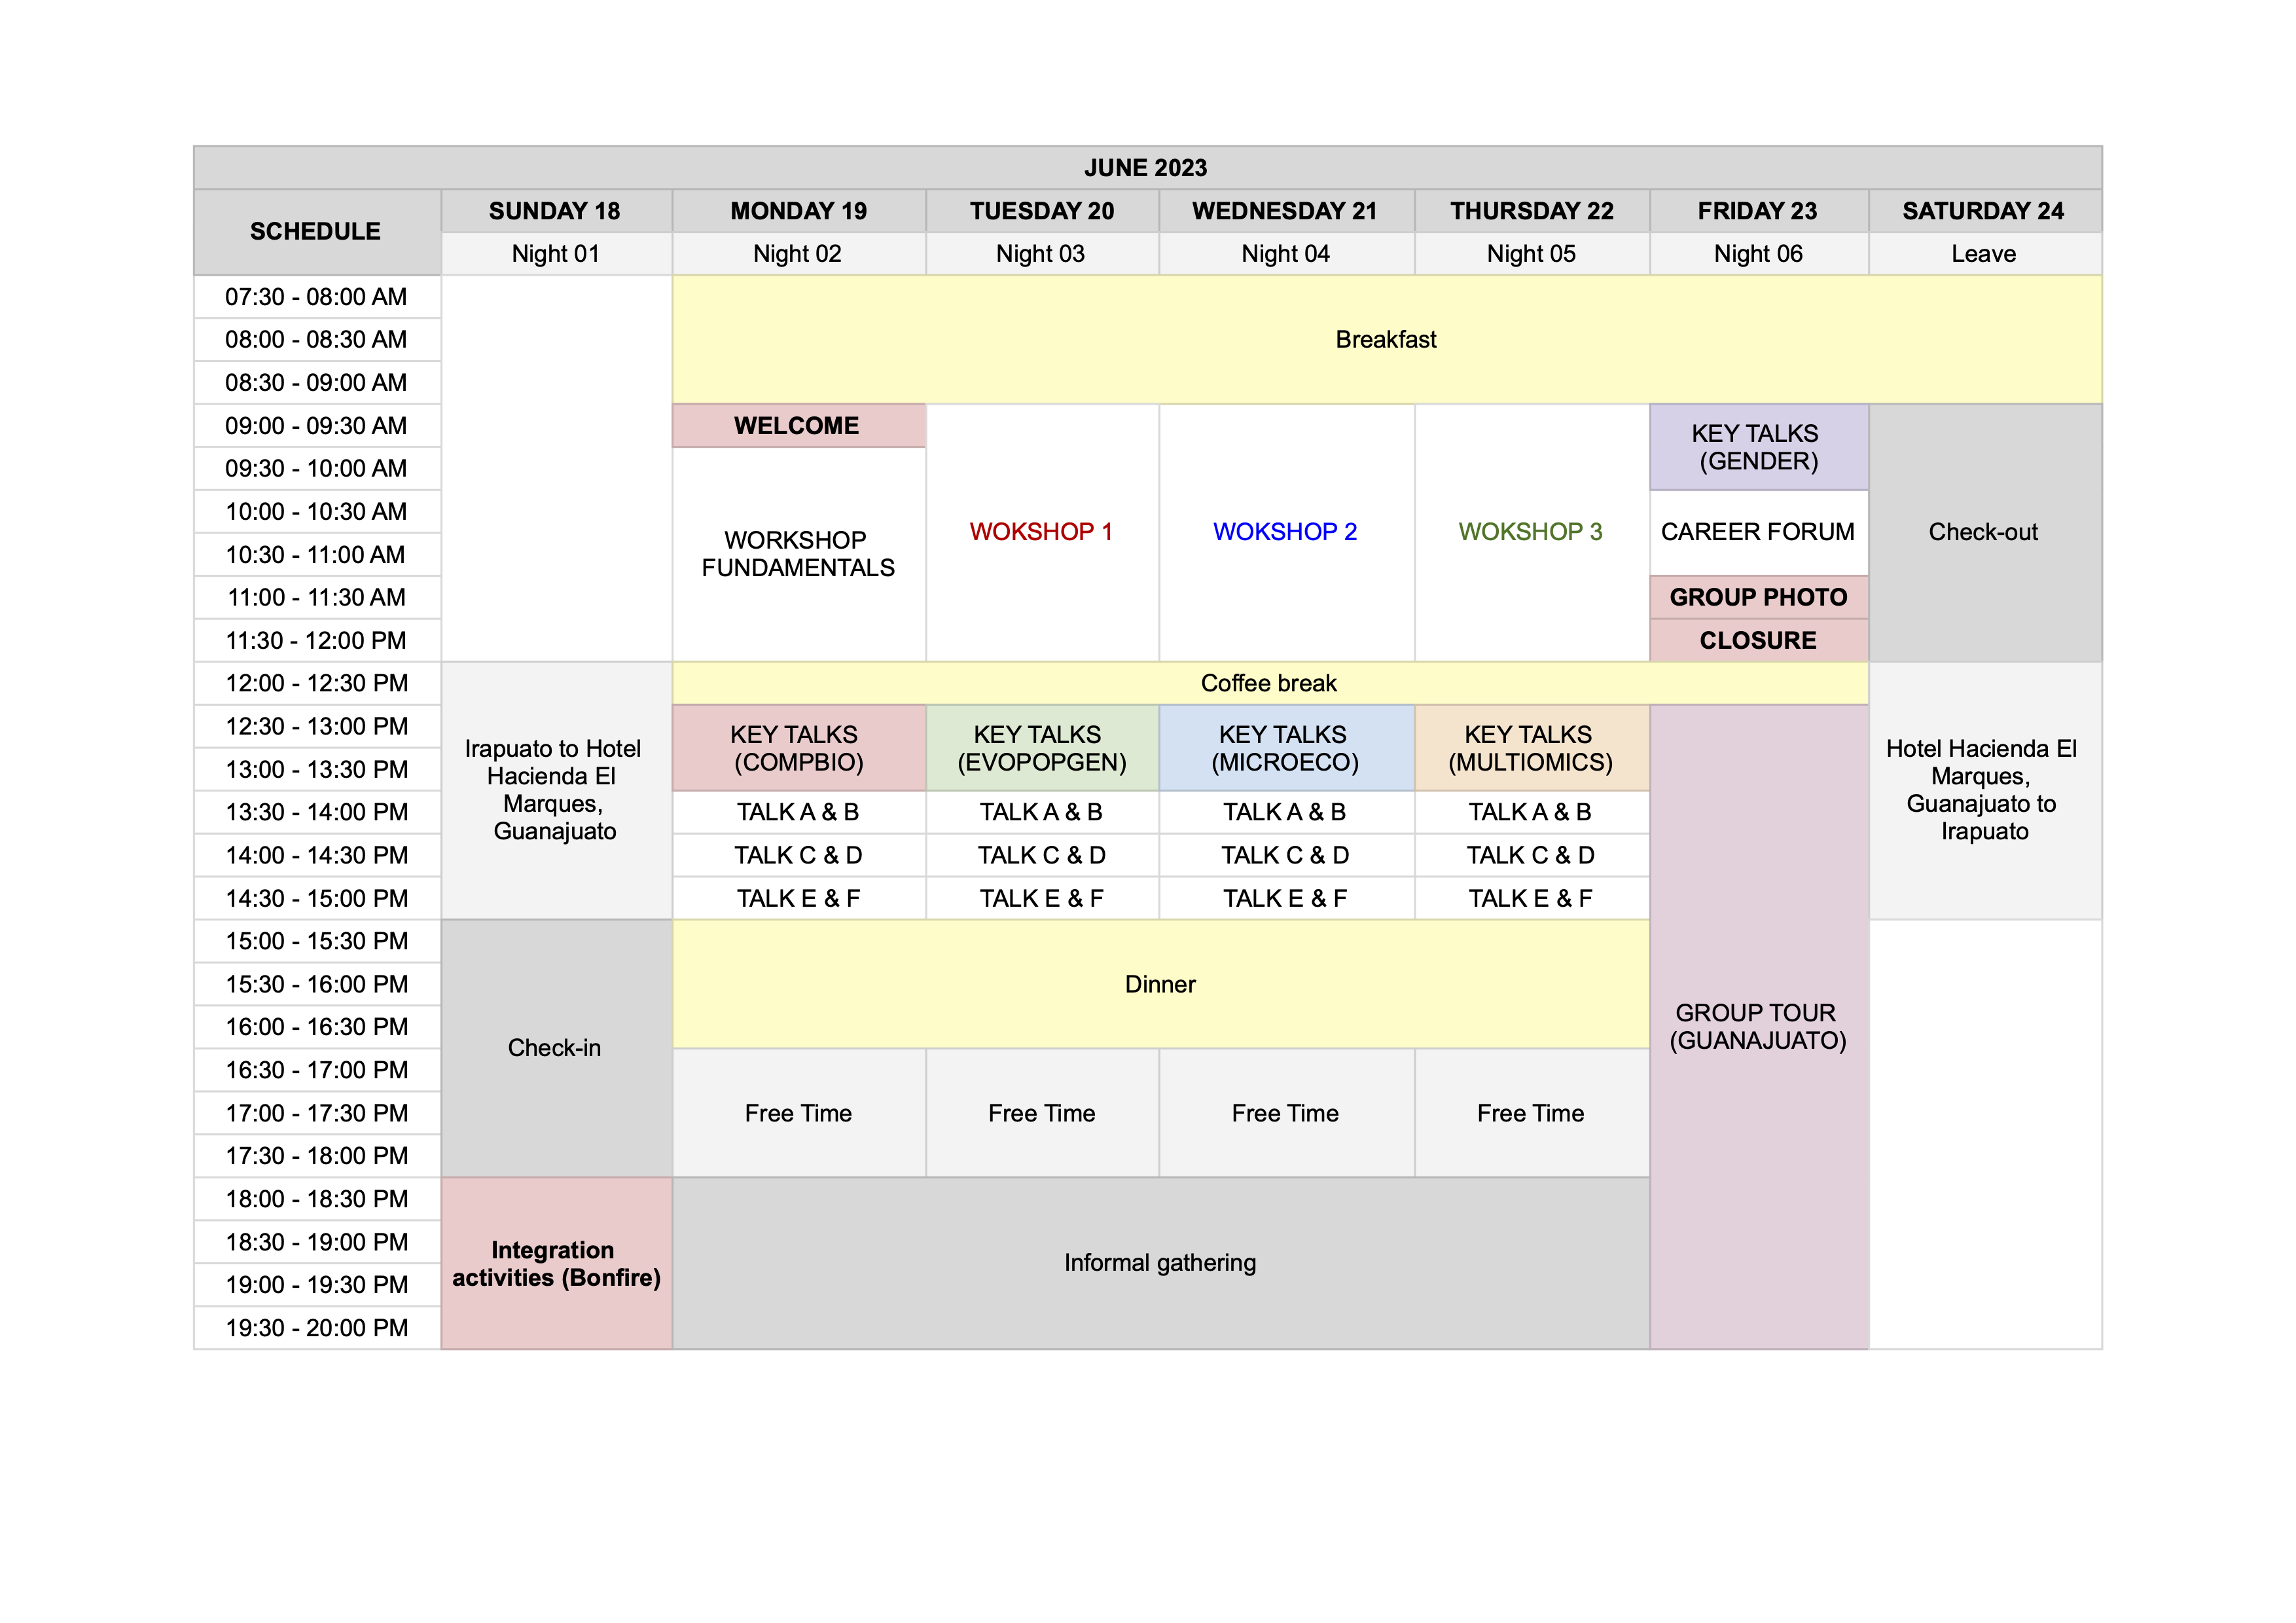 JUNE 2023
SCHEDULE
SUNDAY 18
MONDAY 19
TUESDAY 20
WEDNESDAY 21
THURSDAY 22
FRIDAY 23
SATURDAY 24
Night 01
Night 02
Night 03
Night 04
Night 05
Night 06
Leave
07:30 - 08:00 AM
08:00 - 08:30 AM
Breakfast
08:30 - 09:00 AM
09:00 - 09:30 AM
WELCOME
KEY TALKS
(GENDER)
09:30 - 10:00 AM
10:00 - 10:30 AM
WORKSHOP
FUNDAMENTALS
WOKSHOP 1
WOKSHOP 2
WOKSHOP 3
CAREER FORUM
Check-out
10:30 - 11:00 AM
11:00 - 11:30 AM
GROUP PHOTO
11:30 - 12:00 PM
CLOSURE
12:00 - 12:30 PM
Coffee break
12:30 - 13:00 PM
Irapuato to Hotel
Hacienda El
Marques,
Guanajuato
KEY TALKS
(COMPBIO)
KEY TALKS
(EVOPOPGEN)
KEY TALKS
(MICROECO)
KEY TALKS
(MULTIOMICS)
Hotel Hacienda El
Marques,
Guanajuato to
Irapuato
13:00 - 13:30 PM
13:30 - 14:00 PM
TALK A & B
TALK A & B
TALK A & B
TALK A & B
14:00 - 14:30 PM
TALK C & D
TALK C & D
TALK C & D
TALK C & D
14:30 - 15:00 PM
TALK E & F
TALK E & F
TALK E & F
TALK E & F
15:00 - 15:30 PM
15:30 - 16:00 PM
Dinner
16:00 - 16:30 PM
Check-in
GROUP TOUR
(GUANAJUATO)
16:30 - 17:00 PM
17:00 - 17:30 PM
Free Time
Free Time
Free Time
Free Time
17:30 - 18:00 PM
18:00 - 18:30 PM
18:30 - 19:00 PM
Integration
activities (Bonfire)
Informal gathering
19:00 - 19:30 PM
19:30 - 20:00 PM